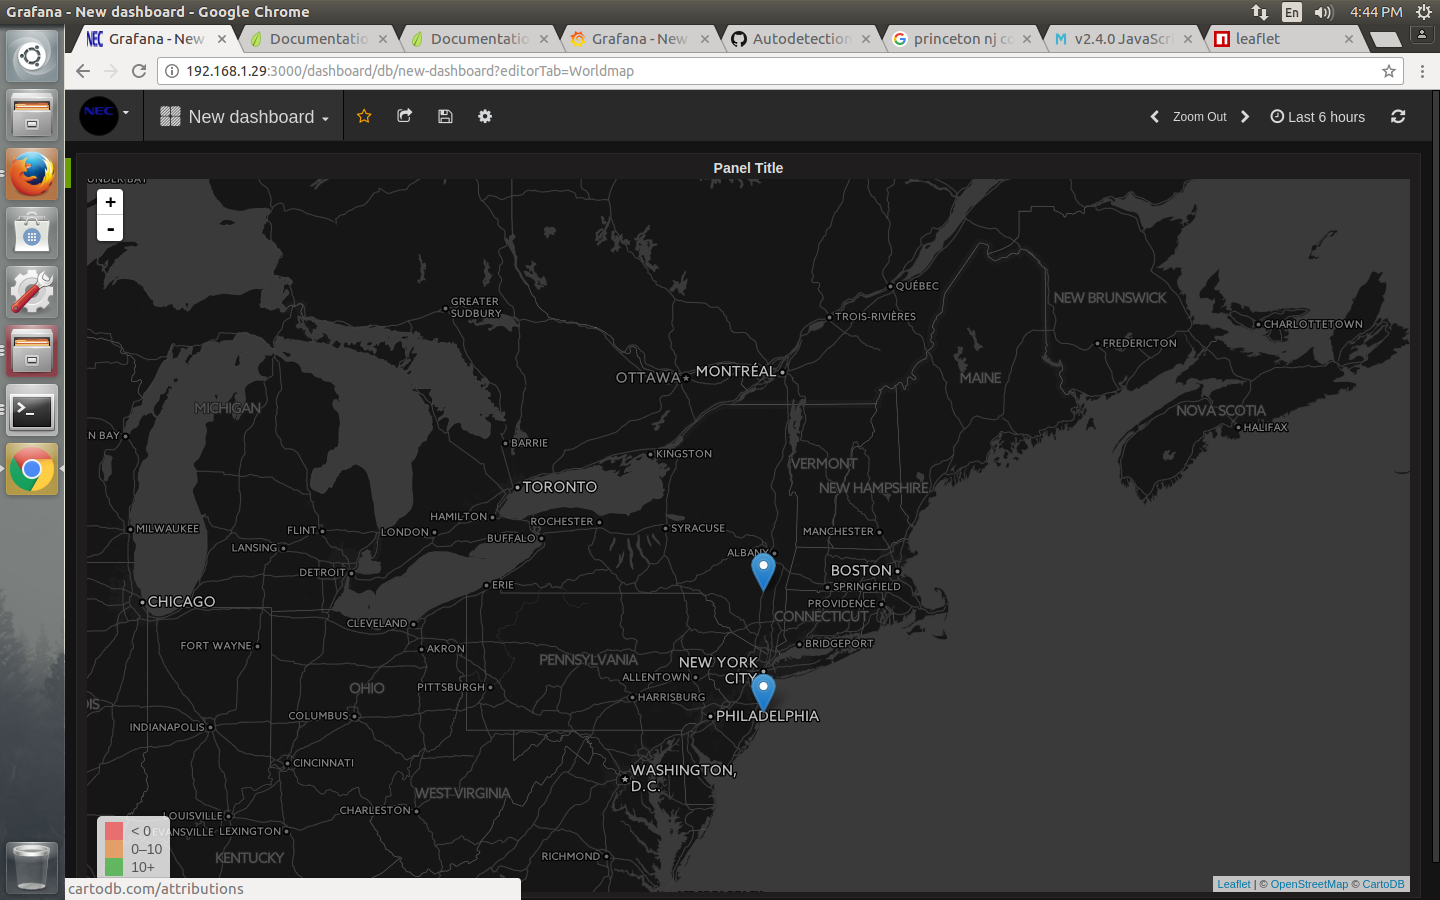 Grafana - New dashboard - Google Chrome
En
4:44 PM
Grafana - New
Documentatio
Documentatio
Grafana - New
Autodetection
princeton nj co
v2.4.0 JavaScri
leaflet
192.168.1.29:3000/dashboard/db/new-dashboard?editorTab=Worldmap
NEC
New dashboard
Zoom Out
Last 6 hours
Panel Title
+
-
GREATER
SUDBURY
QUÉBEC
TROIS-RIVIÈRES
NEW BRUNSWICK
CHARLOTTETOWN
FREDERICTON
OTTAWA
MONTRÉAL
MAINE
MICHIGAN
NOVA SCOTIA
HALIFAX
EN BAY
BARRIE
KINGSTON
VERMONT
NEW HAMPSHIRE
TORONTO
HAMILTON
ROCHESTER
SYRACUSE
MILWAUKEE
FLINT
LONDON
BUFFALO
MANCHESTER
LANSING
ALBANY
DETROIT
ERIE
BOSTON
SPRINGFIELD
CHICAGO
PROVIDENCE
CONNECTICUT
CLEVELAND
FORT WAYNE
AKRON
BRIDGEPORT
PENNSYLVANIA
NEW YORK
CITY
ALLENTOWN
OHIO
PITTSBURGH
HARRISBURG
COLUMBUS
PHILADELPHIA
INDIANAPOLIS
CINCINNATI
WASHINGTON,
D.C.
WEST VIRGINIA
CHARLESTON
LOUISVILLE
EVANSVILLE
LEXINGTON
KENTUCKY
RICHMOND
< 0
0–10
10+
cartodb.com/attributions
Leaflet | © OpenStreetMap © CartoDB